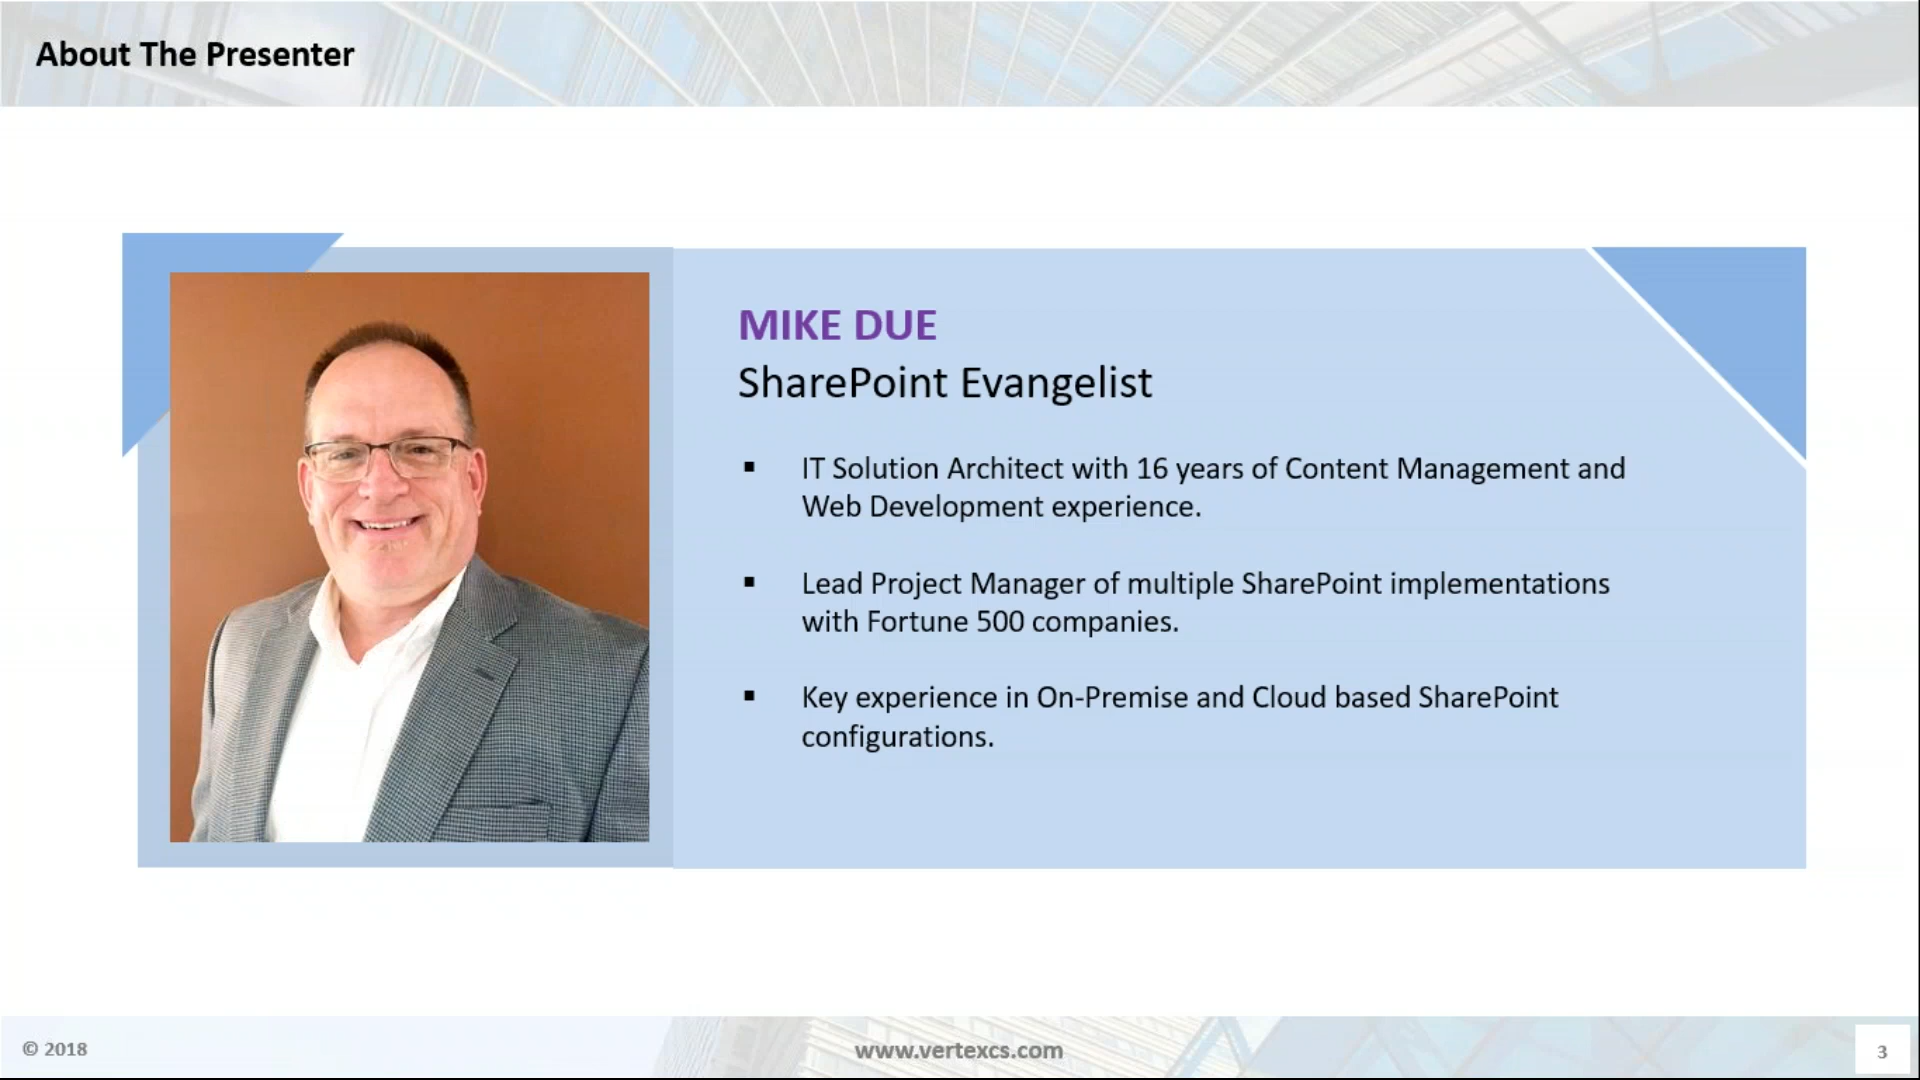 About The Presenter
MIKE DUE
SharePoint Evangelist
▪ IT Solution Architect with 16 years of Content Management and
Web Development experience.
▪ Lead Project Manager of multiple SharePoint implementations
with Fortune 500 companies.
▪ Key experience in On-Premise and Cloud based SharePoint
configurations.
© 2018
www.vertexcs.com
3